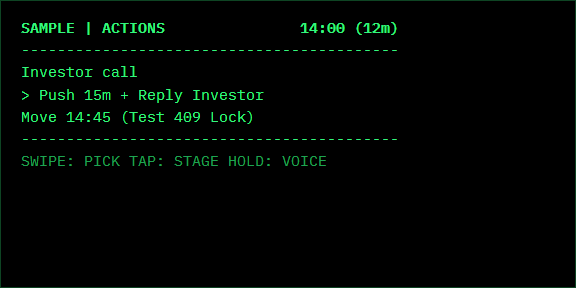 SAMPLE | ACTIONS 14:00 (12m)
------------------------------------------
Investor call
> Push 15m + Reply Investor
Move 14:45 (Test 409 Lock)
------------------------------------------
SWIPE: PICK TAP: STAGE HOLD: VOICE